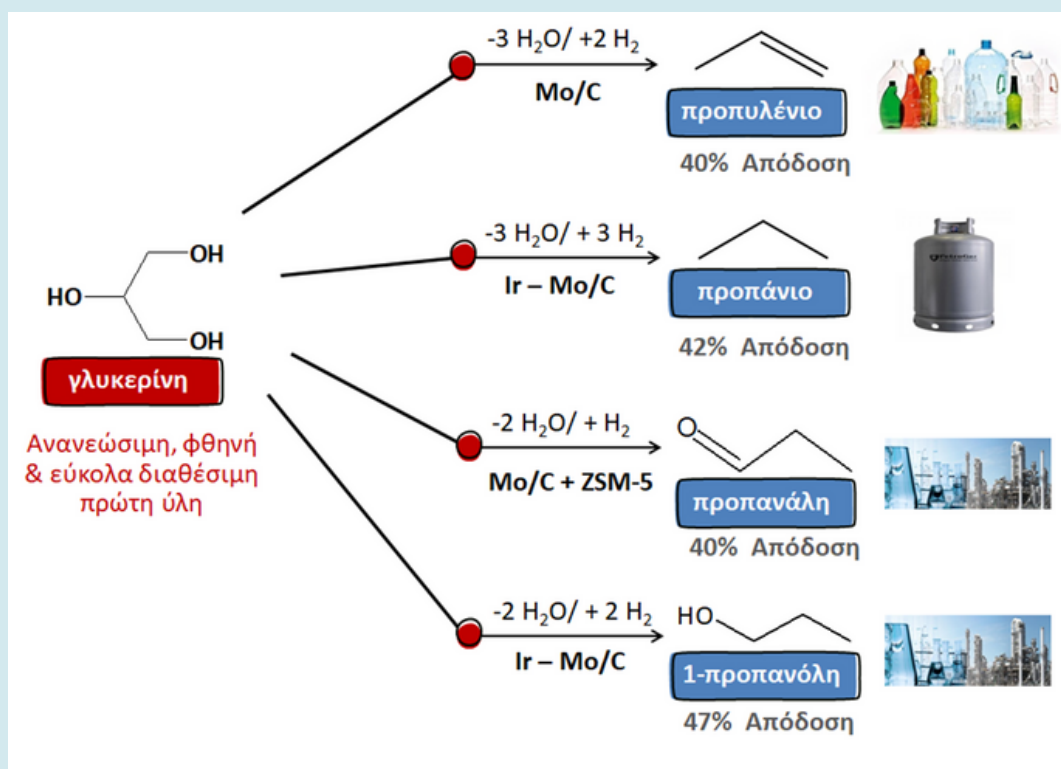 -3 H₂O/ +2 H₂
Mo/C
προπυλένιο
40% Απόδοση
-3 H₂O/ + 3 H₂
Ir – Mo/C
προπάνιο
42% Απόδοση
OH
HO
OH
γλυκερίνη
Ανανεώσιμη, φθηνή
& εύκολα διαθέσιμη
πρώτη ύλη
-2 H₂O/ + H₂
Mo/C + ZSM-5
O
προπανάλη
40% Απόδοση
-2 H₂O/ + 2 H₂
Ir – Mo/C
HO
1-προπανόλη
47% Απόδοση